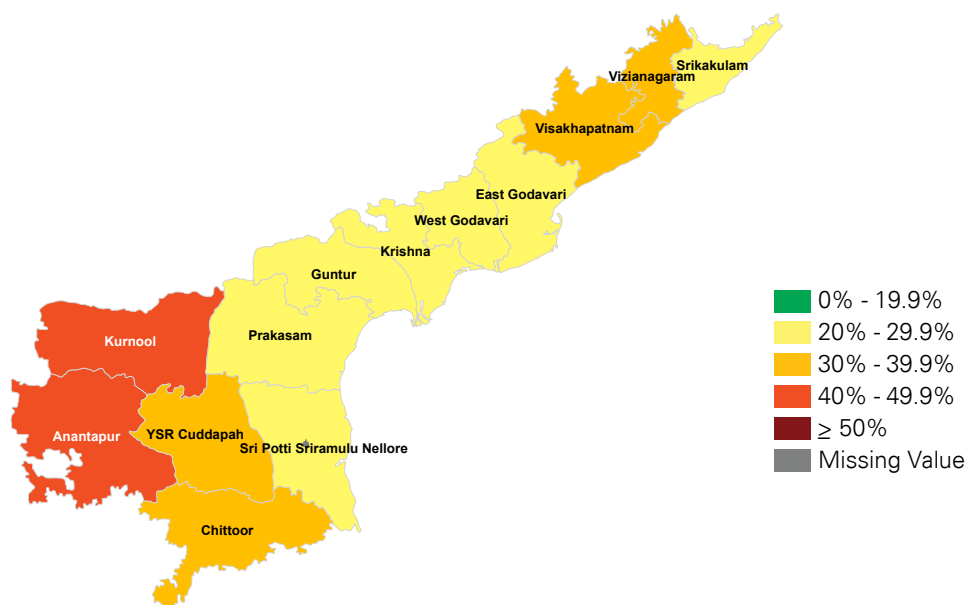 Srikakulam
Vizianagaram
Visakhapatnam
East Godavari
West Godavari
Krishna
Guntur
Prakasam
Kurnool
Anantapur
YSR Cuddapah
Sri Potti Sriramulu Nellore
Chittoor
0% - 19.9%
20% - 29.9%
30% - 39.9%
40% - 49.9%
≥ 50%
Missing Value